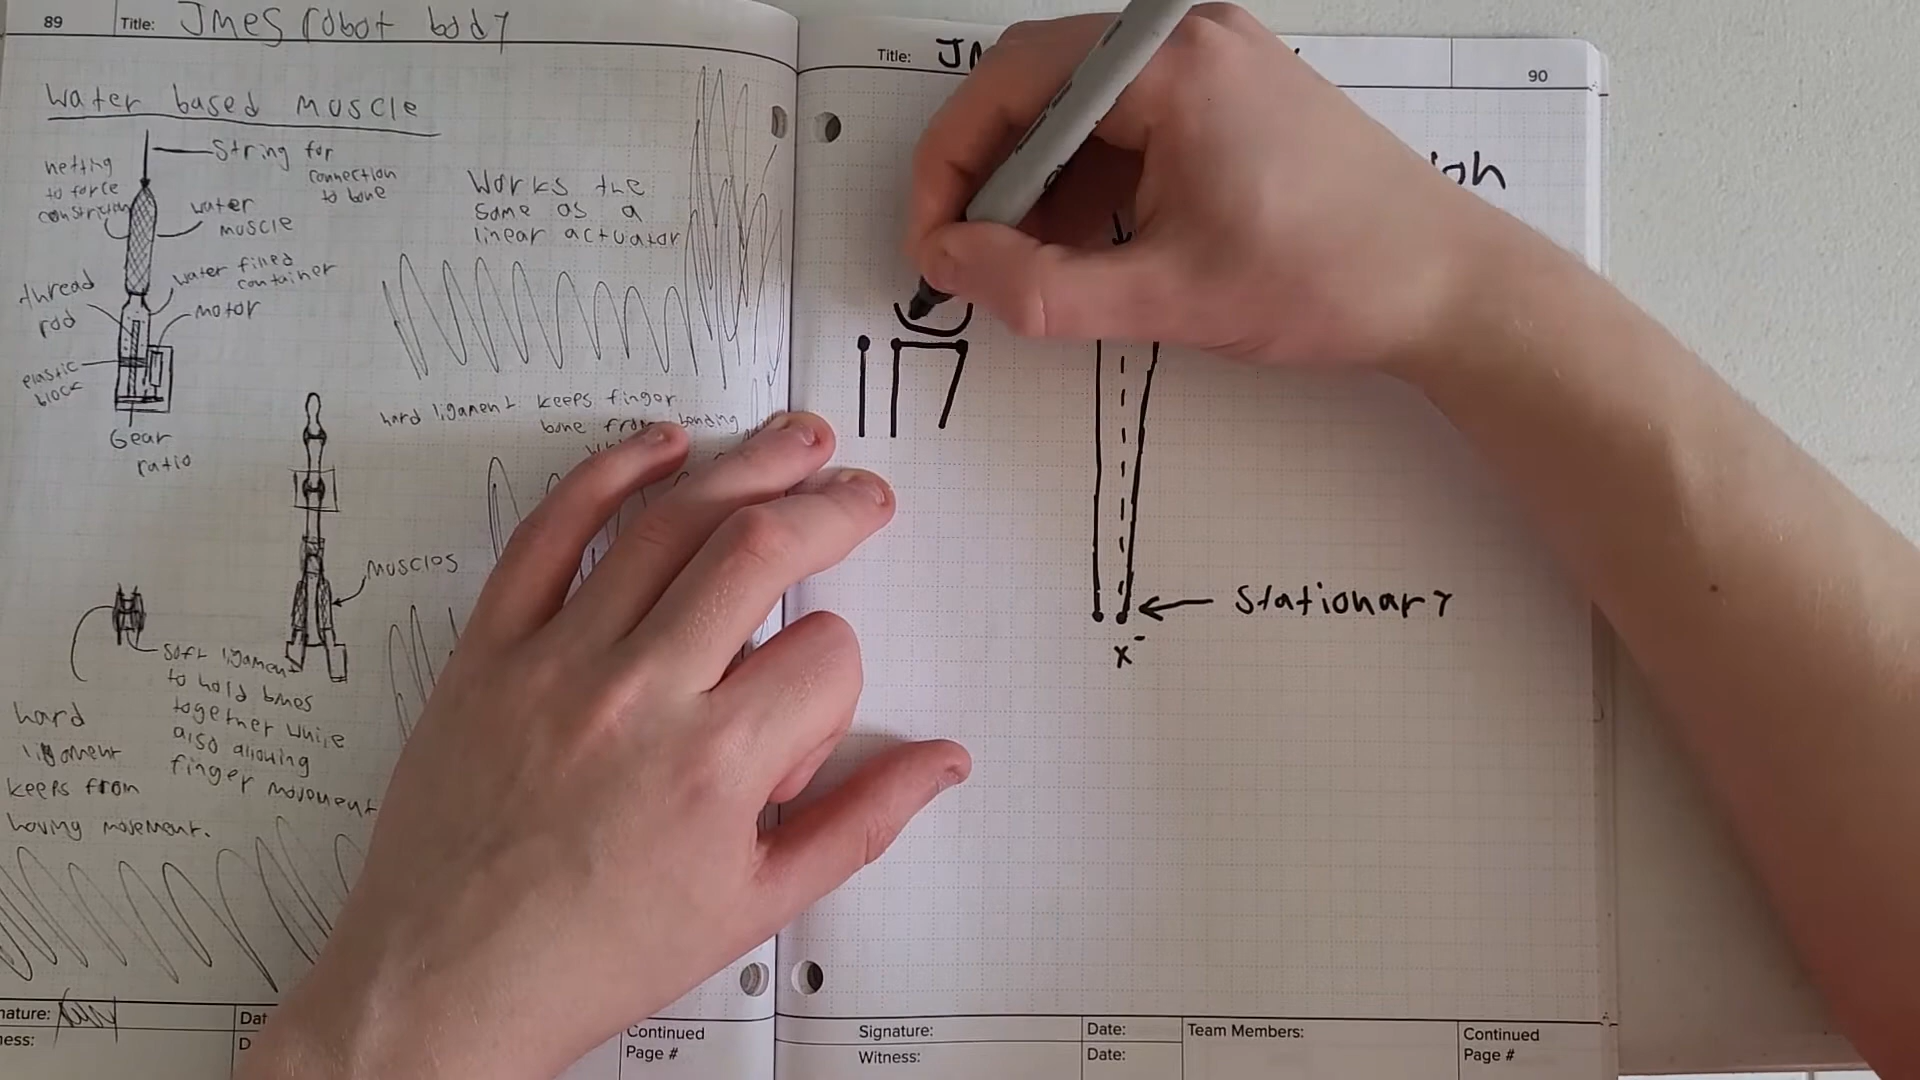 89
Title: JMES robot body
Water based muscle
String for
connection
to bone
netting
to force
constriction
water
muscle
Works the
same as a
linear actuator
thread
rod
water filled
container
motor
elastic
block
Gear
ratio
hard ligament keeps finger
bone from bending
muscles
soft ligament
to hold bones
together while
also allowing
finger movement
hard
ligament
keeps from
having movement.
nature:
Dat
ness:
D
Continued
Page #
Title: JM
90
Stationary
x-
Signature:
Date:
Team Members:
Continued
Page #
Witness:
Date: